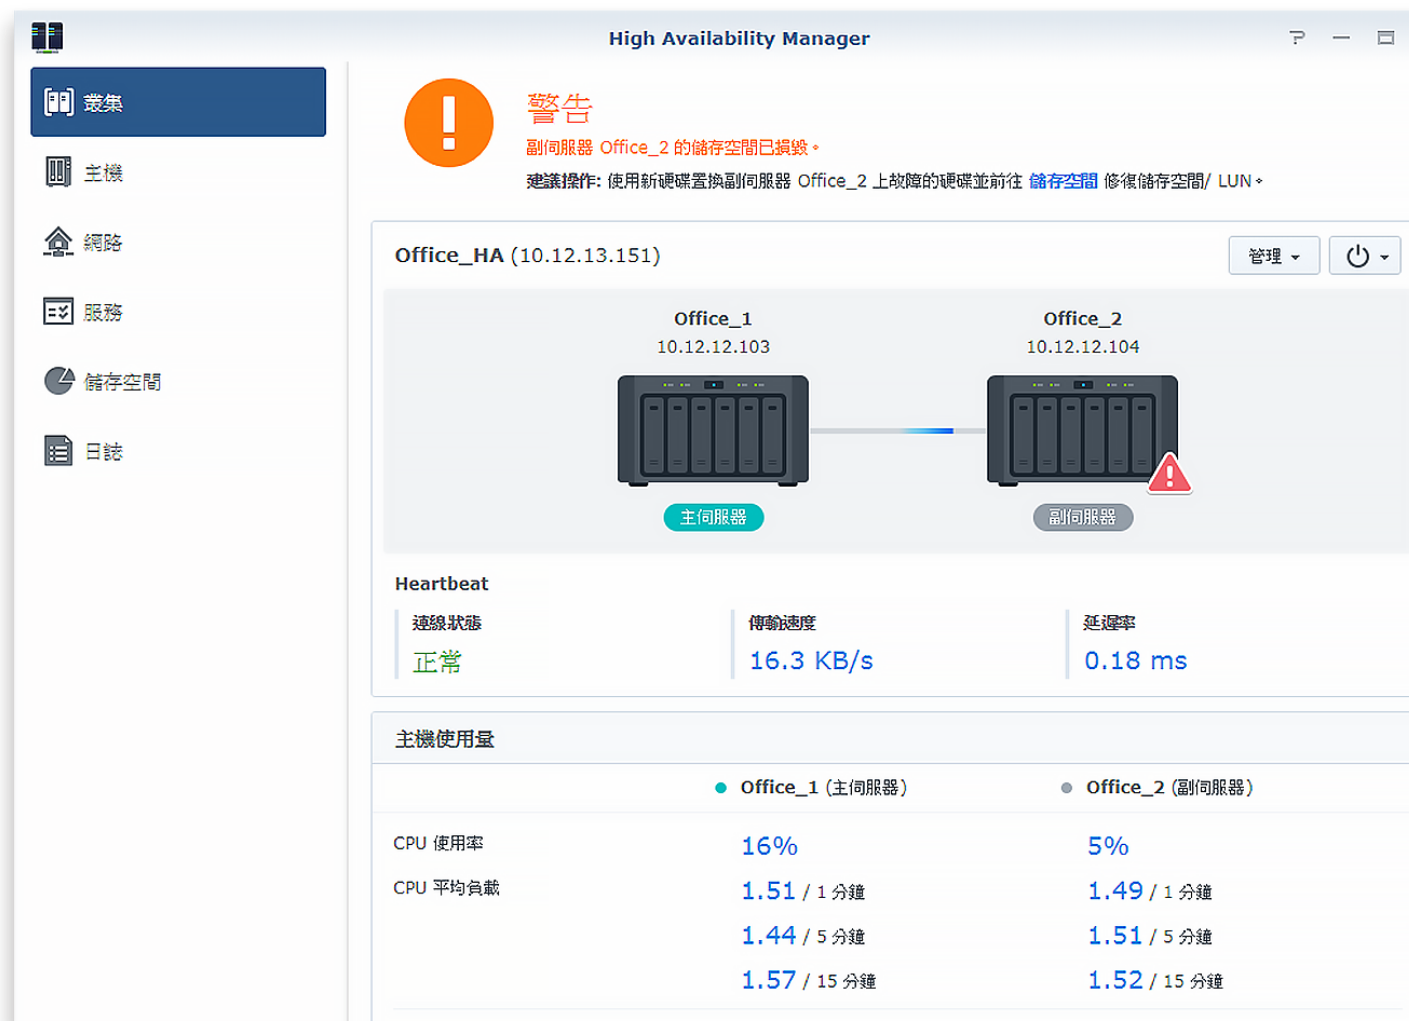 High Availability Manager
叢集
主機
網路
服務
儲存空間
日誌
警告
副伺服器 Office_2 的儲存空間已損毀。
建議操作: 使用新硬碟置換副伺服器 Office_2 上故障的硬碟並前往 儲存空間 修復儲存空間/ LUN。
Office_HA (10.12.13.151)
管理
Office_1
10.12.12.103
主伺服器
Office_2
10.12.12.104
副伺服器
Heartbeat
連線狀態
正常
傳輸速度
16.3 KB/s
延遲率
0.18 ms
主機使用量
Office_1 (主伺服器) Office_2 (副伺服器)
CPU 使用率 16% 5%
CPU 平均負載 1.51 / 1 分鐘 1.49 / 1 分鐘
1.44 / 5 分鐘 1.51 / 5 分鐘
1.57 / 15 分鐘 1.52 / 15 分鐘